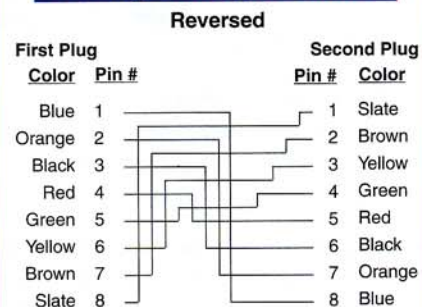 Reversed
First Plug Second Plug
Color Pin # Pin # Color
Blue 1 1 Slate
Orange 2 2 Brown
Black 3 3 Yellow
Red 4 4 Green
Green 5 5 Red
Yellow 6 6 Black
Brown 7 7 Orange
Slate 8 8 Blue